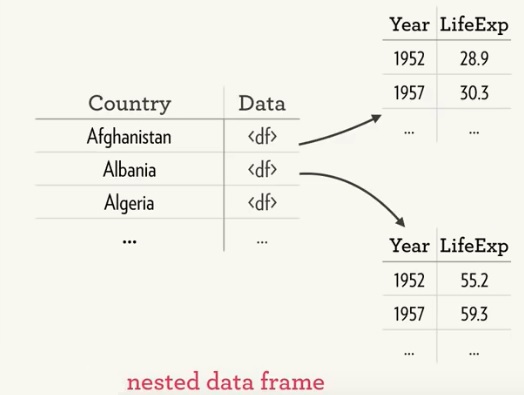 Country Data
Afghanistan <df>
Albania <df>
Algeria <df>
... ...
Year LifeExp
1952 28.9
1957 30.3
... ...
Year LifeExp
1952 55.2
1957 59.3
... ...
nested data frame